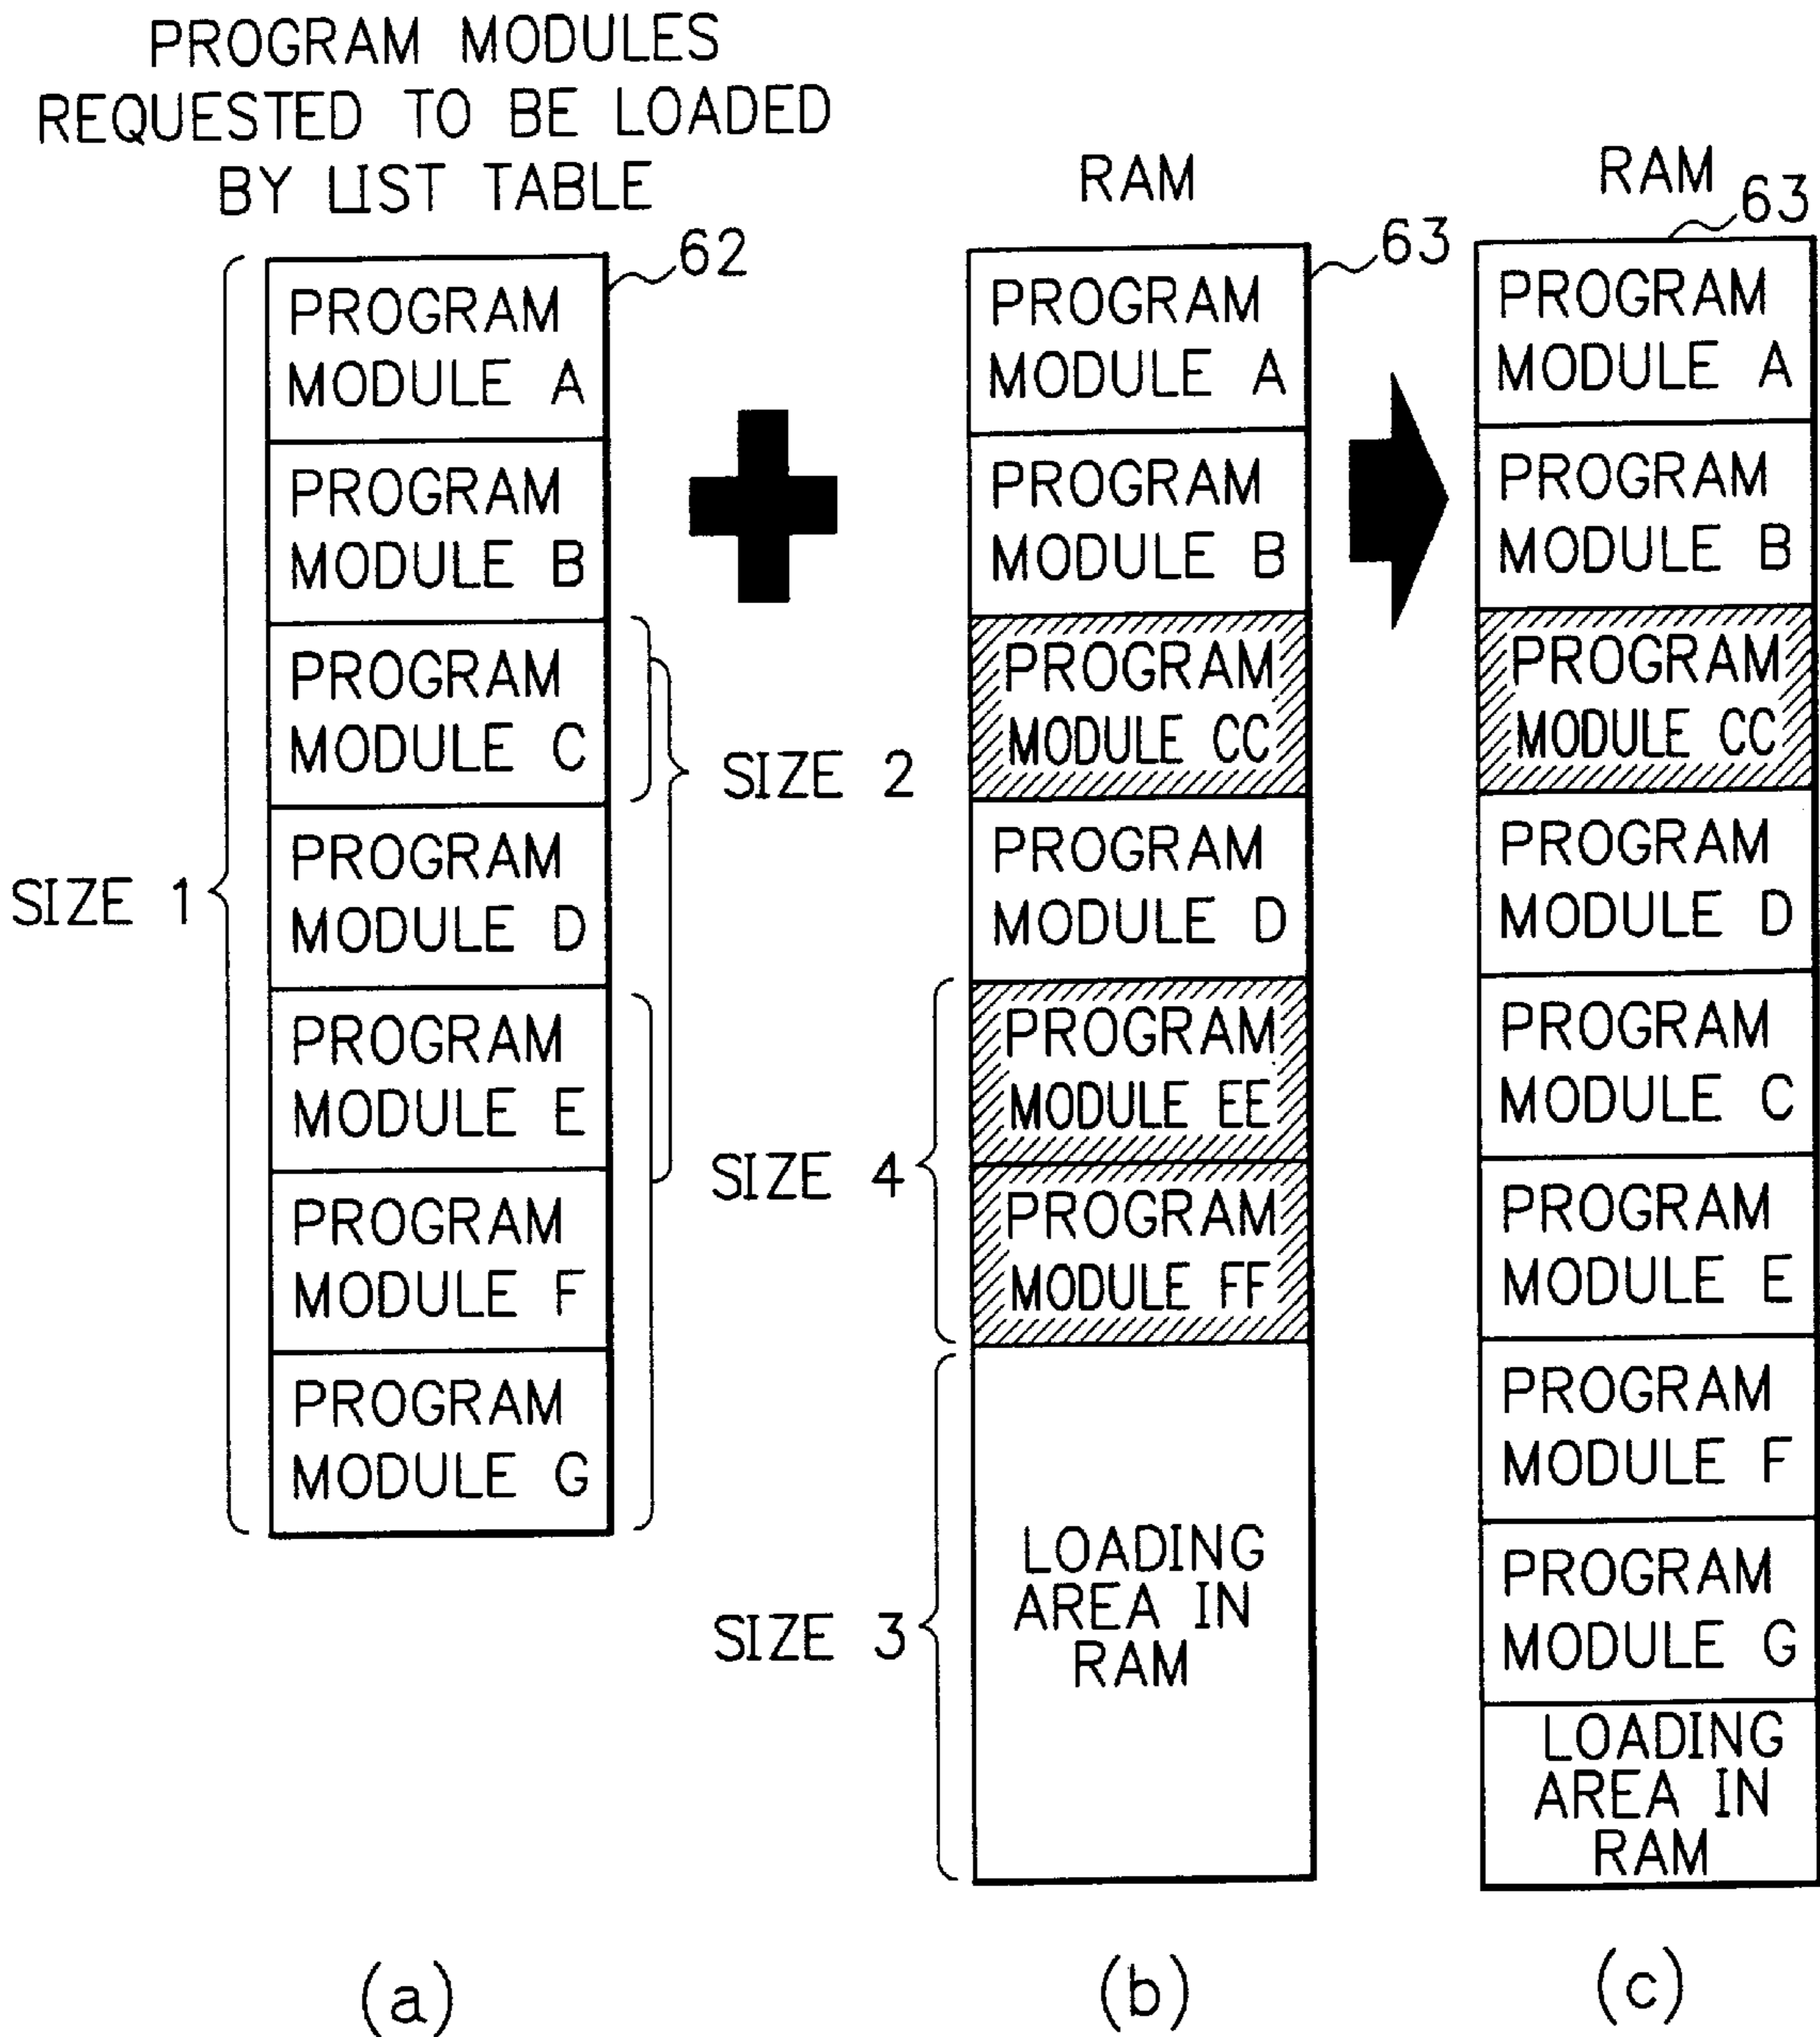 PROGRAM MODULES
REQUESTED TO BE LOADED
BY LIST TABLE
62
PROGRAM
MODULE A
PROGRAM
MODULE B
PROGRAM
MODULE C
PROGRAM
MODULE D
PROGRAM
MODULE E
PROGRAM
MODULE F
PROGRAM
MODULE G
SIZE 1
SIZE 2
(a)
RAM
63
PROGRAM
MODULE A
PROGRAM
MODULE B
PROGRAM
MODULE CC
PROGRAM
MODULE D
PROGRAM
MODULE EE
PROGRAM
MODULE FF
LOADING
AREA IN
RAM
SIZE 4
SIZE 3
(b)
RAM
63
PROGRAM
MODULE A
PROGRAM
MODULE B
PROGRAM
MODULE CC
PROGRAM
MODULE D
PROGRAM
MODULE C
PROGRAM
MODULE E
PROGRAM
MODULE F
PROGRAM
MODULE G
LOADING
AREA IN
RAM
(c)